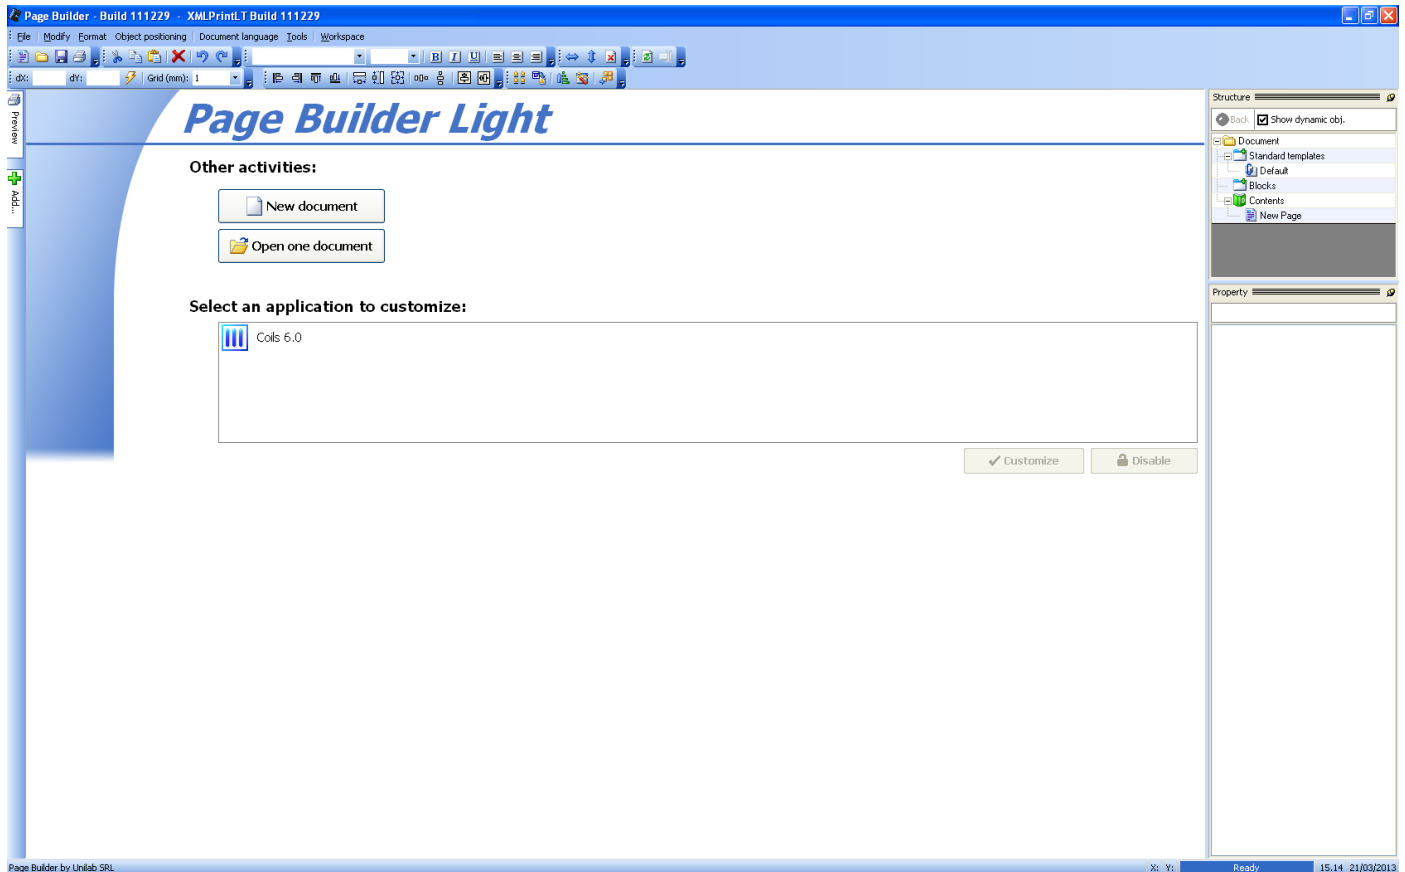 Page Builder - Build 111229 - XMLPrintLT Build 111229
File Modify Format Object positioning Document language Tools Workspace
B I U
dX: dY: Grid (mm): 1
Preview
Add...
Page Builder Light
Other activities:
New document
Open one document
Select an application to customize:
Coils 6.0
Customize Disable
Structure
Back Show dynamic obj.
Document
Standard templates
Default
Blocks
Contents
New Page
Property
Page Builder by Unilab SRL X: Y: Ready 15.14 21/03/2013